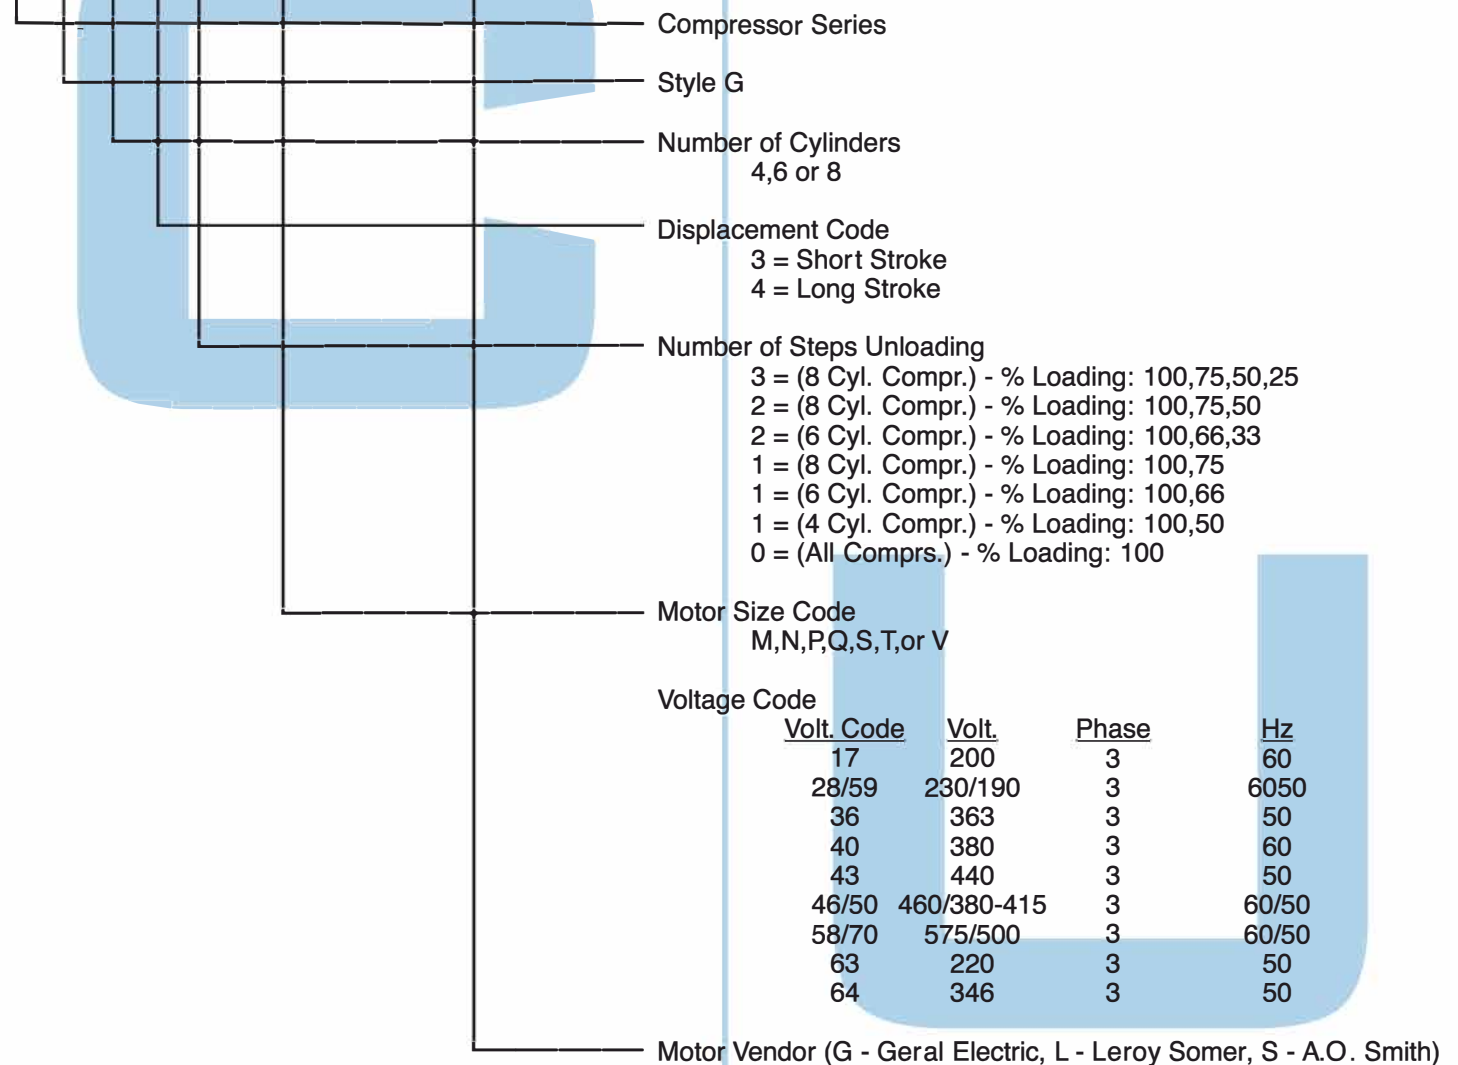 Compressor Series
Style G
Number of Cylinders
4,6 or 8
Displacement Code
3 = Short Stroke
4 = Long Stroke
Number of Steps Unloading
3 = (8 Cyl. Compr.) - % Loading: 100,75,50,25
2 = (8 Cyl. Compr.) - % Loading: 100,75,50
2 = (6 Cyl. Compr.) - % Loading: 100,66,33
1 = (8 Cyl. Compr.) - % Loading: 100,75
1 = (6 Cyl. Compr.) - % Loading: 100,66
1 = (4 Cyl. Compr.) - % Loading: 100,50
0 = (All Comprs.) - % Loading: 100
Motor Size Code
M,N,P,Q,S,T,or V
Voltage Code
Volt. Code Volt. Phase Hz
17 200 3 60
28/59 230/190 3 6050
36 363 3 50
40 380 3 60
43 440 3 50
46/50 460/380-415 3 60/50
58/70 575/500 3 60/50
63 220 3 50
64 346 3 50
Motor Vendor (G - Geral Electric, L - Leroy Somer, S - A.O. Smith)